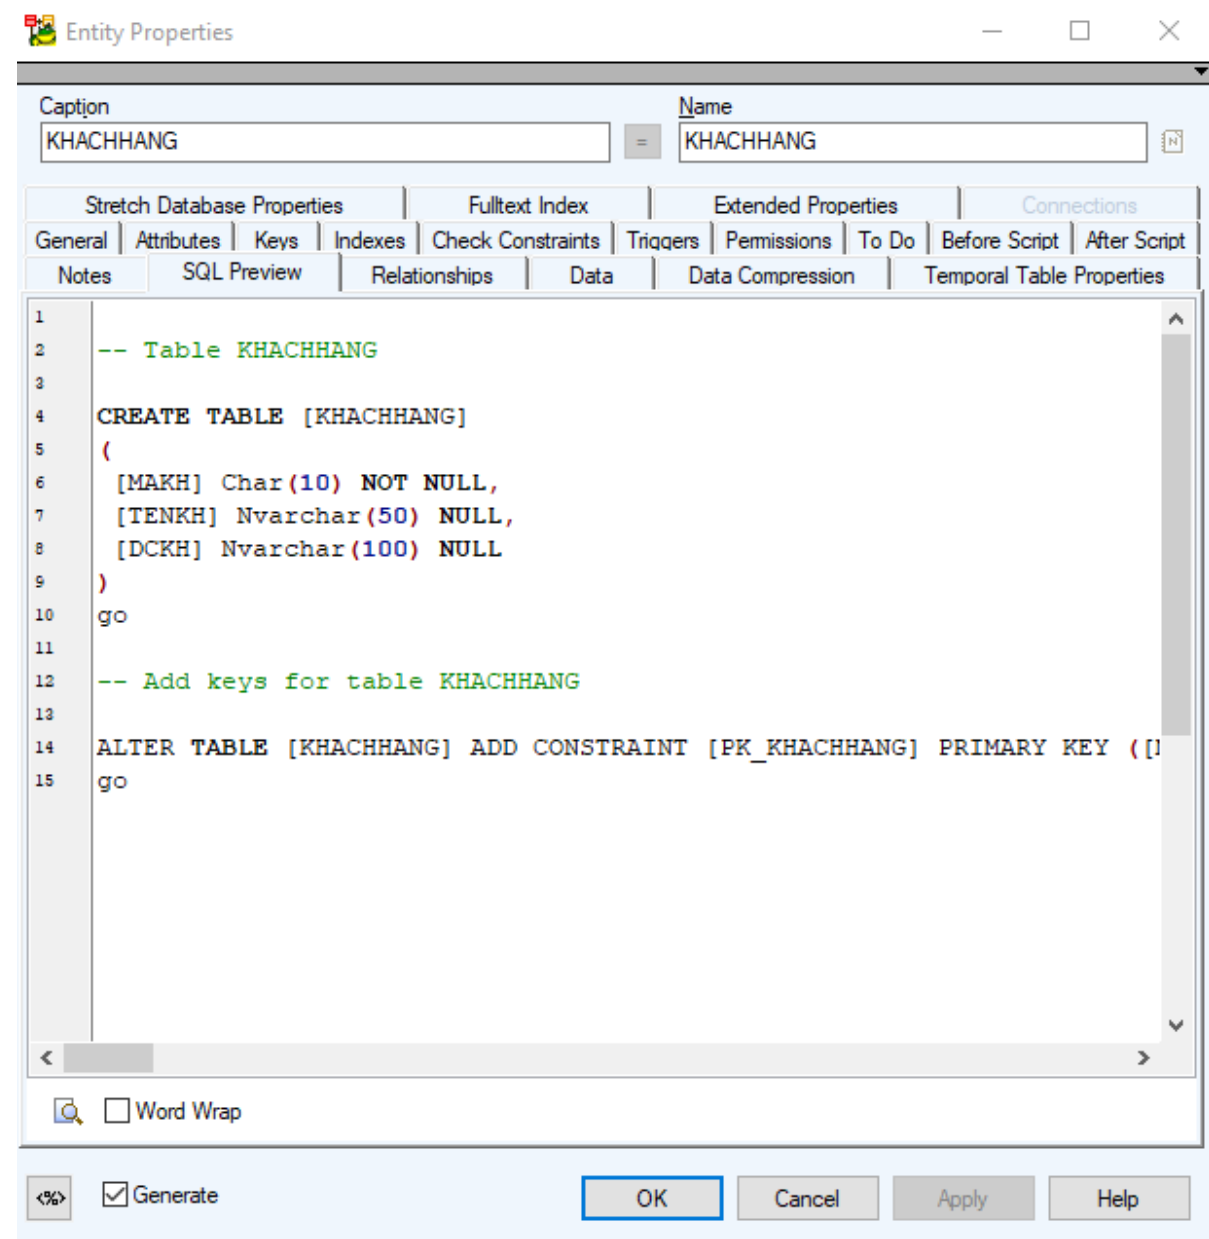 Entity Properties
Caption
Name
KHACHHANG = KHACHHANG
Stretch Database Properties Fulltext Index Extended Properties Connections
General Attributes Keys Indexes Check Constraints Triggers Permissions To Do Before Script After Script
Notes SQL Preview Relationships Data Data Compression Temporal Table Properties
1
2 -- Table KHACHHANG
3
4 CREATE TABLE [KHACHHANG]
5 (
6 [MAKH] Char(10) NOT NULL,
7 [TENKH] Nvarchar(50) NULL,
8 [DCKH] Nvarchar(100) NULL
9 )
10 go
11
12 -- Add keys for table KHACHHANG
13
14 ALTER TABLE [KHACHHANG] ADD CONSTRAINT [PK_KHACHHANG] PRIMARY KEY ([
15 go
Word Wrap
<%> Generate OK Cancel Apply Help